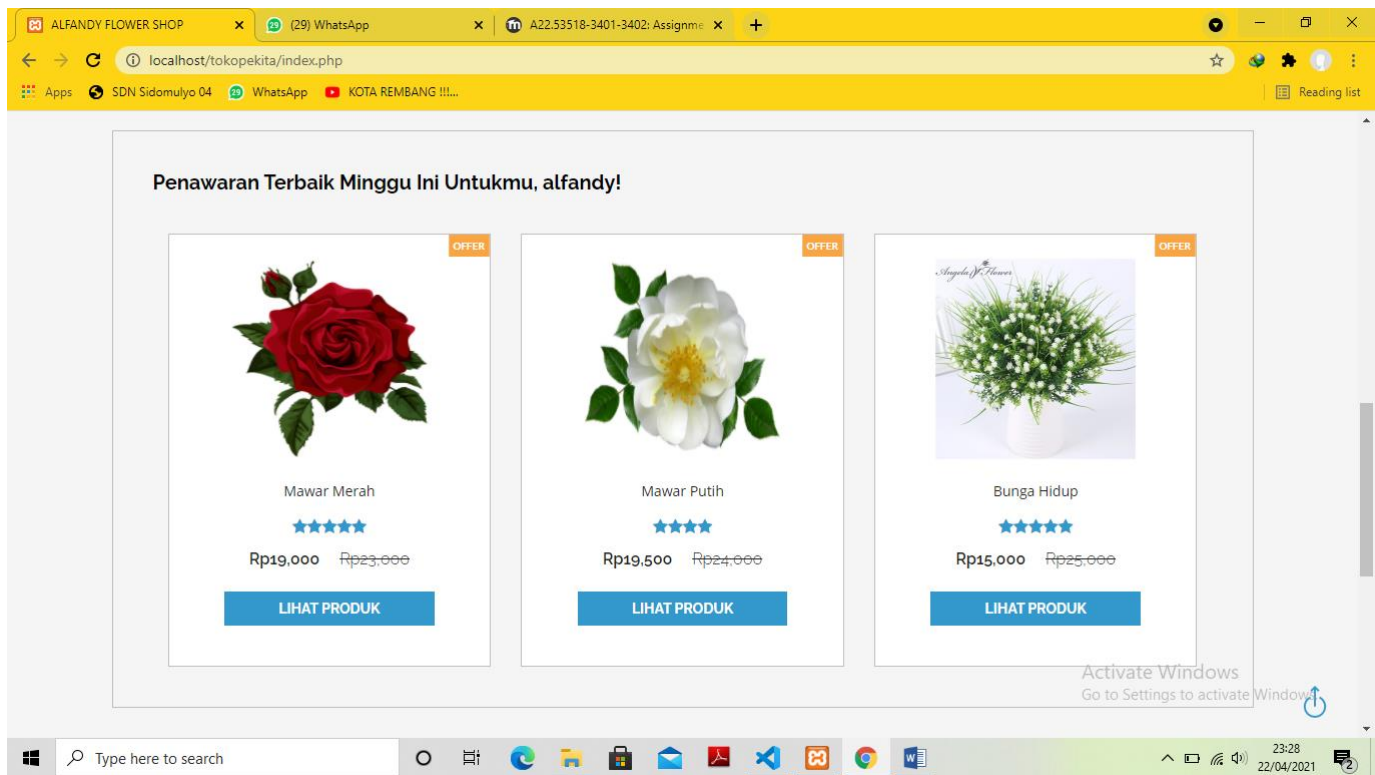 ALFANDY FLOWER SHOP
(29) WhatsApp
A22.53518-3401-3402: Assignme
localhost/tokopekita/index.php
Apps
SDN Sidomulyo 04
WhatsApp
KOTA REMBANG !!!...
Reading list
Penawaran Terbaik Minggu Ini Untukmu, alfandy!
OFFER
OFFER
OFFER
Angela Flower
Mawar Merah
Mawar Putih
Bunga Hidup
Rp19,000 Rp23,000
Rp19,500 Rp24,000
Rp15,000 Rp25,000
LIHAT PRODUK
LIHAT PRODUK
LIHAT PRODUK
Activate Windows
Go to Settings to activate Windows.
Type here to search
23:28
22/04/2021
2